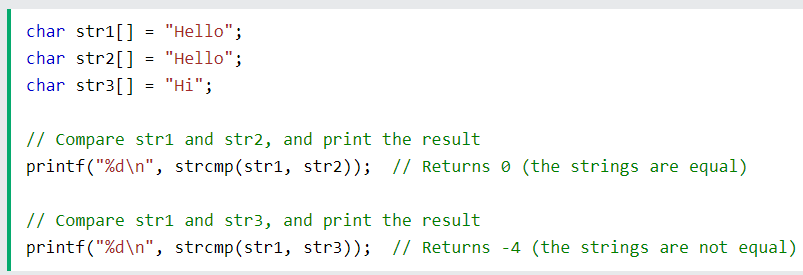 char str1[] = "Hello";
char str2[] = "Hello";
char str3[] = "Hi";
// Compare str1 and str2, and print the result
printf("%d\n", strcmp(str1, str2));  // Returns 0 (the strings are equal)
// Compare str1 and str3, and print the result
printf("%d\n", strcmp(str1, str3));  // Returns -4 (the strings are not equal)